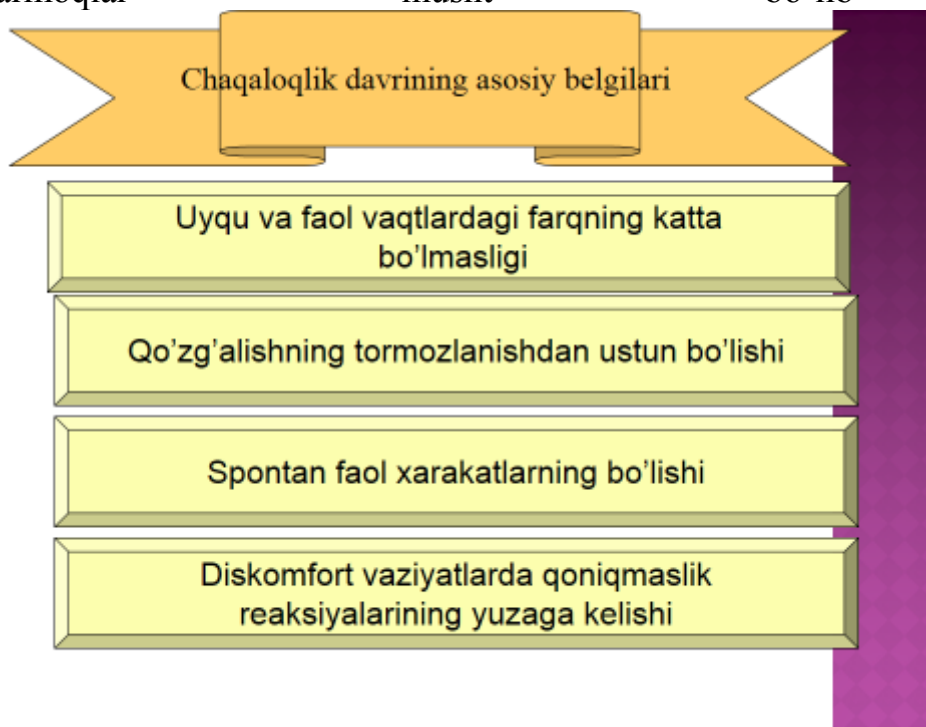 Chaqaloqlik davrining asosiy belgilari
Uyqu va faol vaqtlardagi farqning katta
bo'lmasligi
Qo'zg'alishning tormozlanishdan ustun bo'lishi
Spontan faol xarakatlarning bo'lishi
Diskomfort vaziyatlarda qoniqmaslik
reaksiyalarining yuzaga kelishi